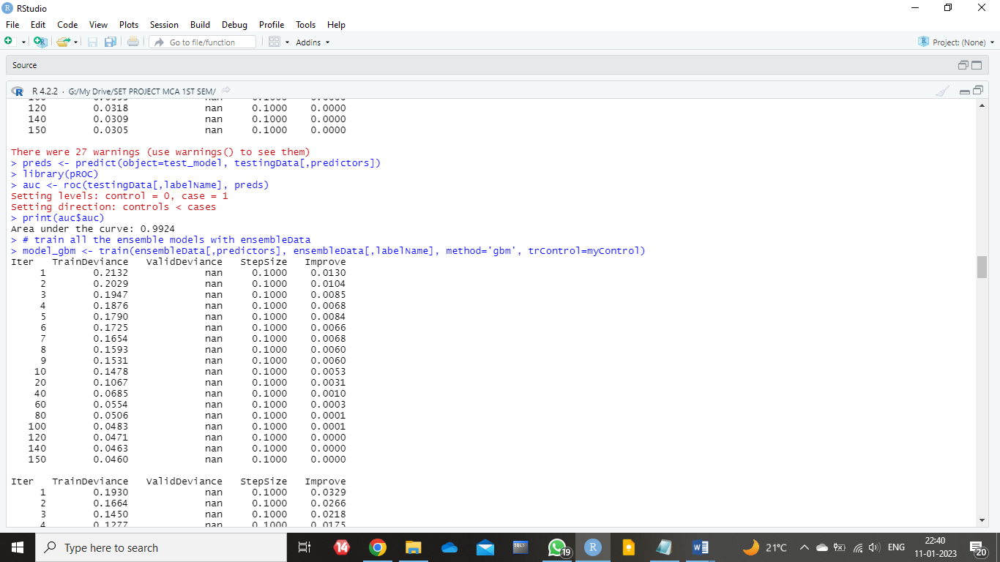 RStudio
File Edit Code View Plots Session Build Debug Profile Tools Help
Go to file/function Addins Project: (None)
Source
R 4.2.2 · G:/My Drive/SET PROJECT MCA 1ST SEM/
120 0.0318 nan 0.1000 0.0000
140 0.0309 nan 0.1000 0.0000
150 0.0305 nan 0.1000 0.0000
There were 27 warnings (use warnings() to see them)
> preds <- predict(object=test_model, testingData[,predictors])
> library(pROC)
> auc <- roc(testingData[,labelName], preds)
Setting levels: control = 0, case = 1
Setting direction: controls < cases
> print(auc$auc)
Area under the curve: 0.9924
> # train all the ensemble models with ensembleData
> model_gbm <- train(ensembleData[,predictors], ensembleData[,labelName], method='gbm', trControl=myControl)
Iter TrainDeviance ValidDeviance StepSize Improve
1 0.2132 nan 0.1000 0.0130
2 0.2029 nan 0.1000 0.0104
3 0.1947 nan 0.1000 0.0085
4 0.1876 nan 0.1000 0.0068
5 0.1790 nan 0.1000 0.0084
6 0.1725 nan 0.1000 0.0066
7 0.1654 nan 0.1000 0.0068
8 0.1593 nan 0.1000 0.0060
9 0.1531 nan 0.1000 0.0060
10 0.1478 nan 0.1000 0.0053
20 0.1067 nan 0.1000 0.0031
40 0.0685 nan 0.1000 0.0010
60 0.0554 nan 0.1000 0.0003
80 0.0506 nan 0.1000 0.0001
100 0.0483 nan 0.1000 0.0001
120 0.0471 nan 0.1000 0.0000
140 0.0463 nan 0.1000 0.0000
150 0.0460 nan 0.1000 0.0000
Iter TrainDeviance ValidDeviance StepSize Improve
1 0.1930 nan 0.1000 0.0329
2 0.1664 nan 0.1000 0.0266
3 0.1450 nan 0.1000 0.0218
4 0.1277 nan 0.1000 0.0175
Type here to search 14 SQL 19 R 21°C ENG 22:40
11-01-2023 20